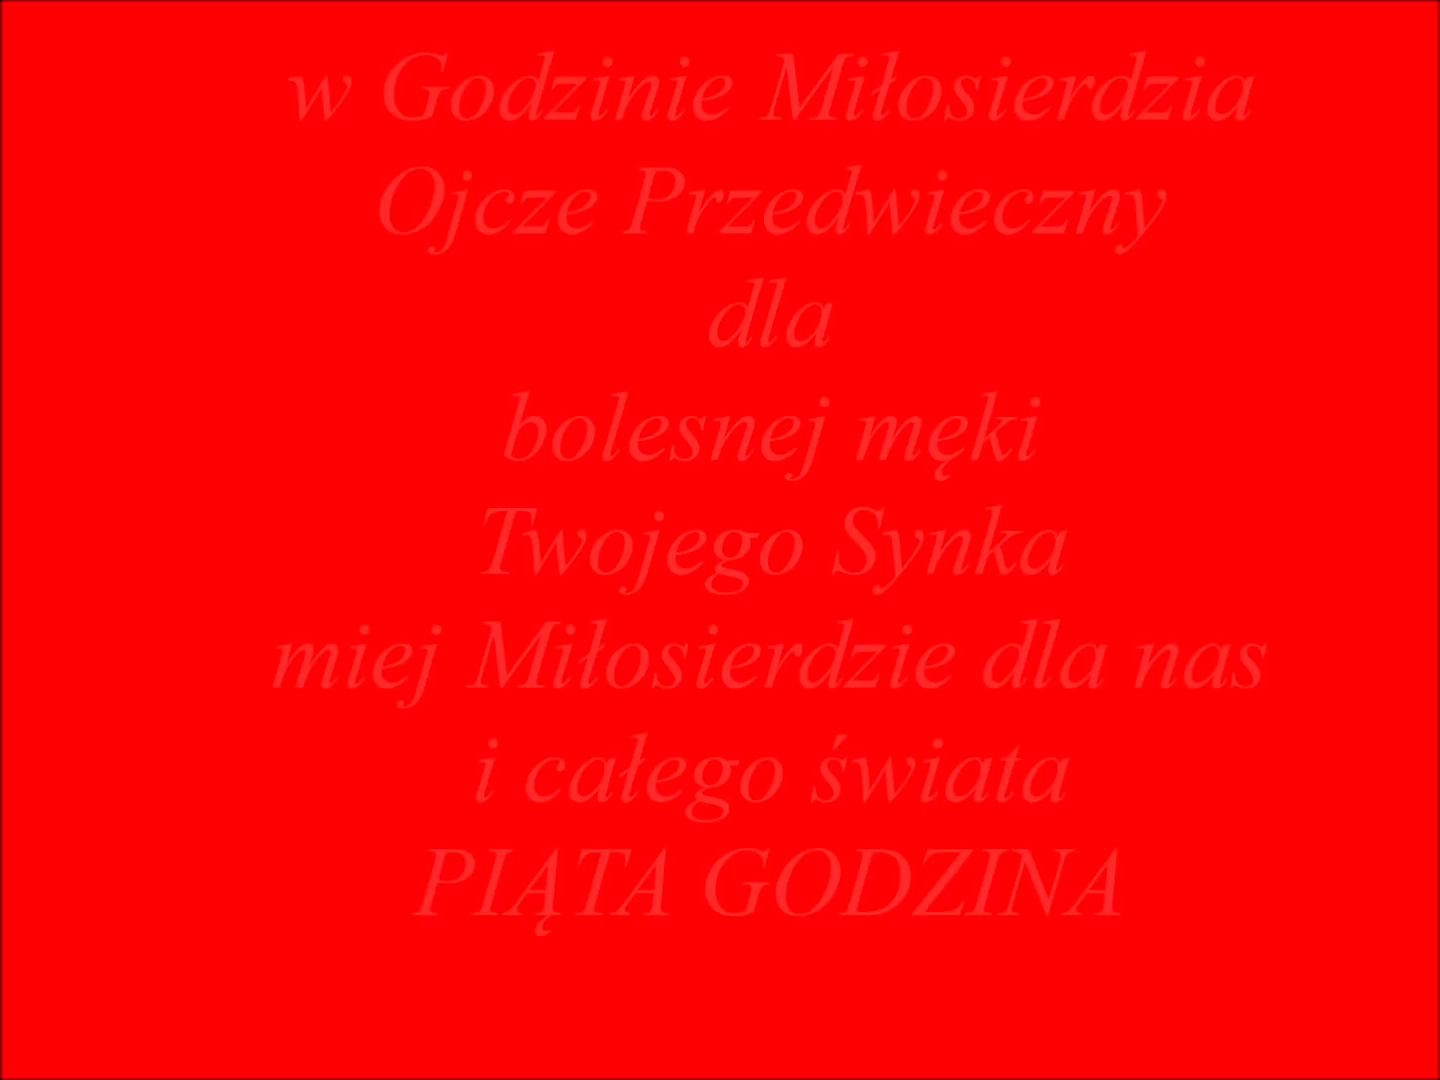 w Godzinie Miłosierdzia
Ojcze Przedwieczny
dla
bolesnej męki
Twojego Synka
miej Miłosierdzie dla nas
i całego świata
PIĄTA GODZINA